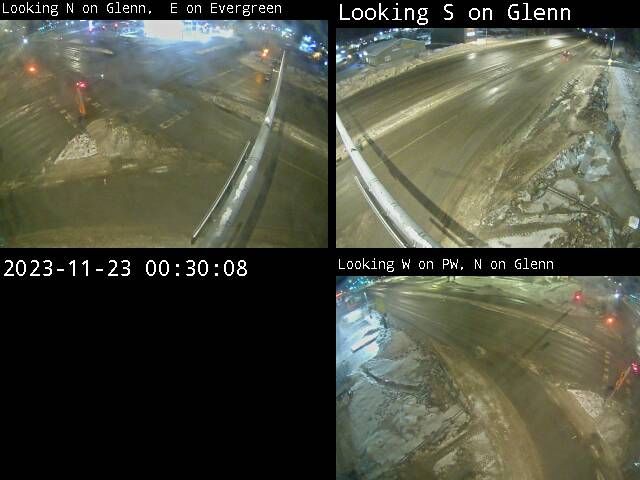 Looking N on Glenn, E on Evergreen
Looking S on Glenn
2023-11-23 00:30:08
Looking W on PW, N on Glenn